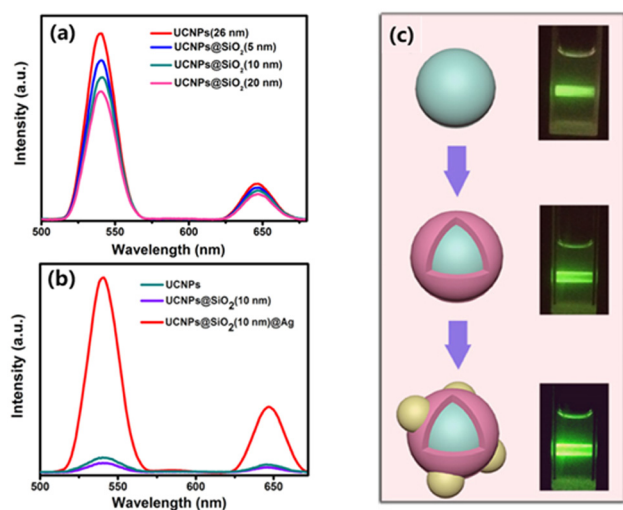 (a)
UCNPs(26 nm)
UCNPs@SiO₂(5 nm)
UCNPs@SiO₂(10 nm)
UCNPs@SiO₂(20 nm)
Intensity (a.u.)
500 550 600 650
Wavelength (nm)
(b)
UCNPs
UCNPs@SiO₂(10 nm)
UCNPs@SiO₂(10 nm)@Ag
Intensity (a.u.)
500 550 600 650
Wavelength (nm)
(c)